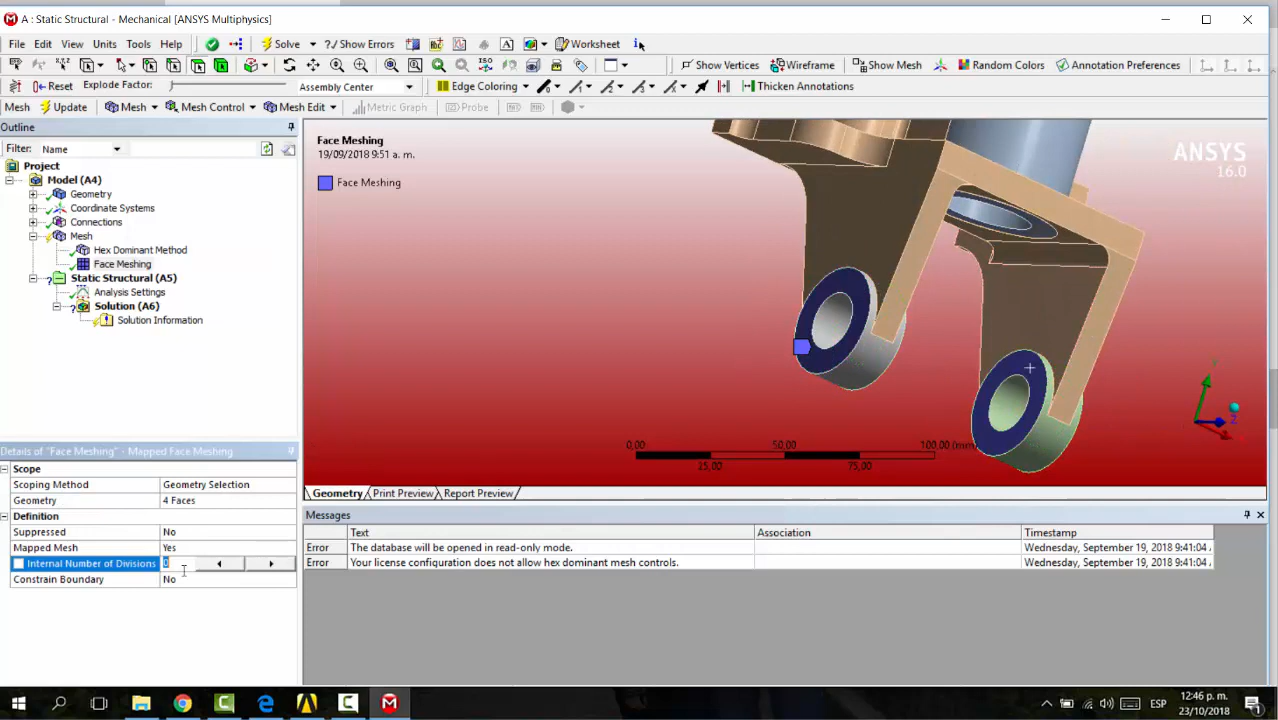 A : Static Structural - Mechanical [ANSYS Multiphysics]
File Edit View Units Tools Help Solve ?/ Show Errors A Worksheet i
ISO Show Vertices Wireframe Show Mesh Random Colors Annotation Preferences
Reset Explode Factor: Assembly Center Edge Coloring Thicken Annotations
Mesh Update Mesh Mesh Control Mesh Edit Metric Graph Probe
Outline
Filter: Name
Project
Model (A4)
Geometry
Coordinate Systems
Connections
Mesh
Hex Dominant Method
Face Meshing
Static Structural (A5)
Analysis Settings
Solution (A6)
Solution Information
Face Meshing
19/09/2018 9:51 a. m.
Face Meshing
ANSYS
16.0
Y
Z
0,00 50,00 100,00 (mm)
25,00 75,00
Geometry Print Preview Report Preview
Details of "Face Meshing" - Mapped Face Meshing
Scope
Scoping Method Geometry Selection
Geometry 4 Faces
Definition
Suppressed No
Mapped Mesh Yes
Internal Number of Divisions 0
Constrain Boundary No
Messages
Text Association Timestamp
Error The database will be opened in read-only mode. Wednesday, September 19, 2018 9:41:04
Error Your license configuration does not allow hex dominant mesh controls. Wednesday, September 19, 2018 9:41:04
ESP
12:46 p. m.
23/10/2018